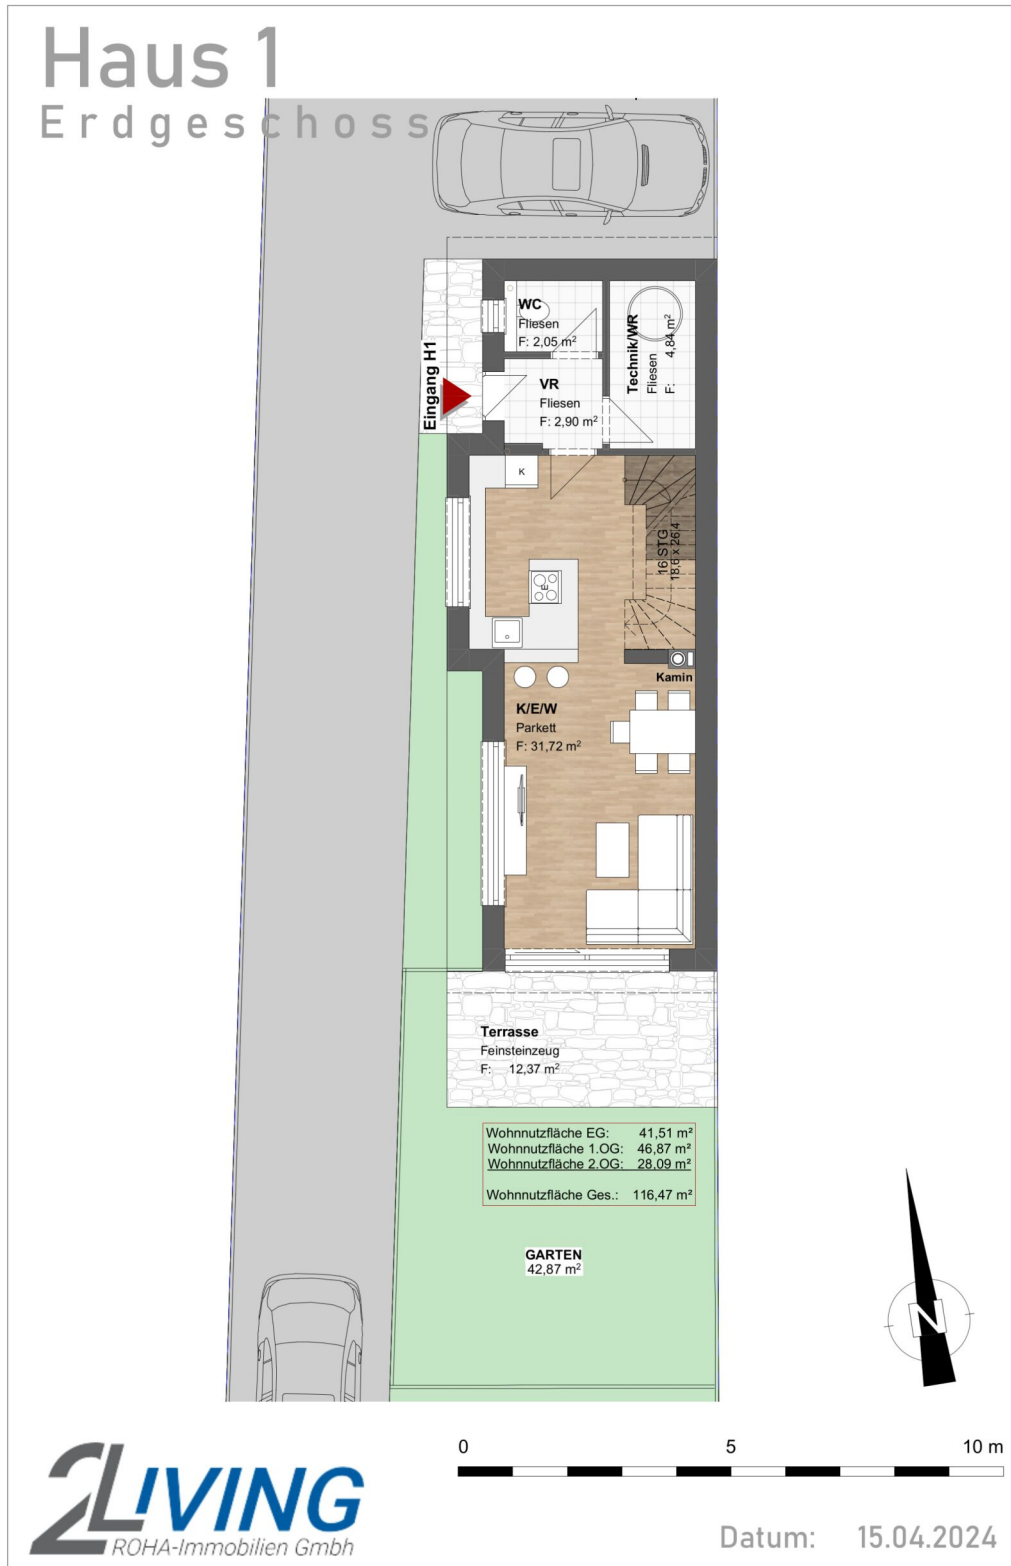 Haus 1
Erdgeschoss
WC
Fliesen
F: 2,05 m²
Technik/WR
Fliesen
F: 4,84 m²
Eingang H1
VR
Fliesen
F: 2,90 m²
K
16 STG
18,6 x 26,4
E
Kamin
K/E/W
Parkett
F: 31,72 m²
Terrasse
Feinsteinzeug
F: 12,37 m²
Wohnnutzfläche EG: 41,51 m²
Wohnnutzfläche 1.OG: 46,87 m²
Wohnnutzfläche 2.OG: 28,09 m²
Wohnnutzfläche Ges.: 116,47 m²
GARTEN
42,87 m²
N
0 5 10 m
2LIVING
ROHA-Immobilien Gmbh
Datum: 15.04.2024